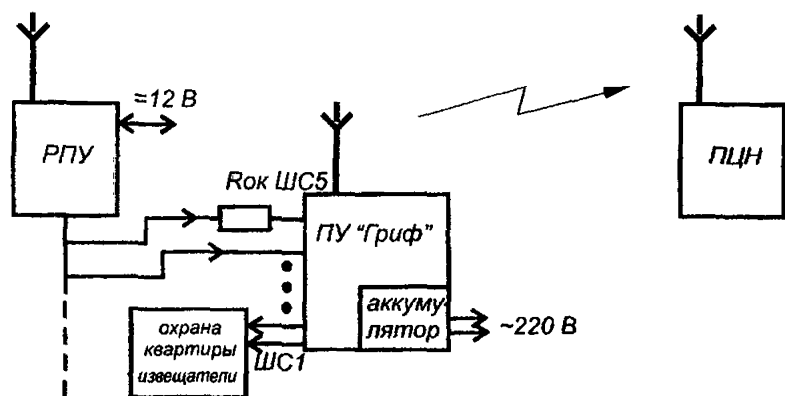 =12 В
РПУ
ПЦН
Rок ШС5
ПУ "Гриф"
аккуму-
лятор
~220 В
охрана
квартиры
извещатели
ШС1